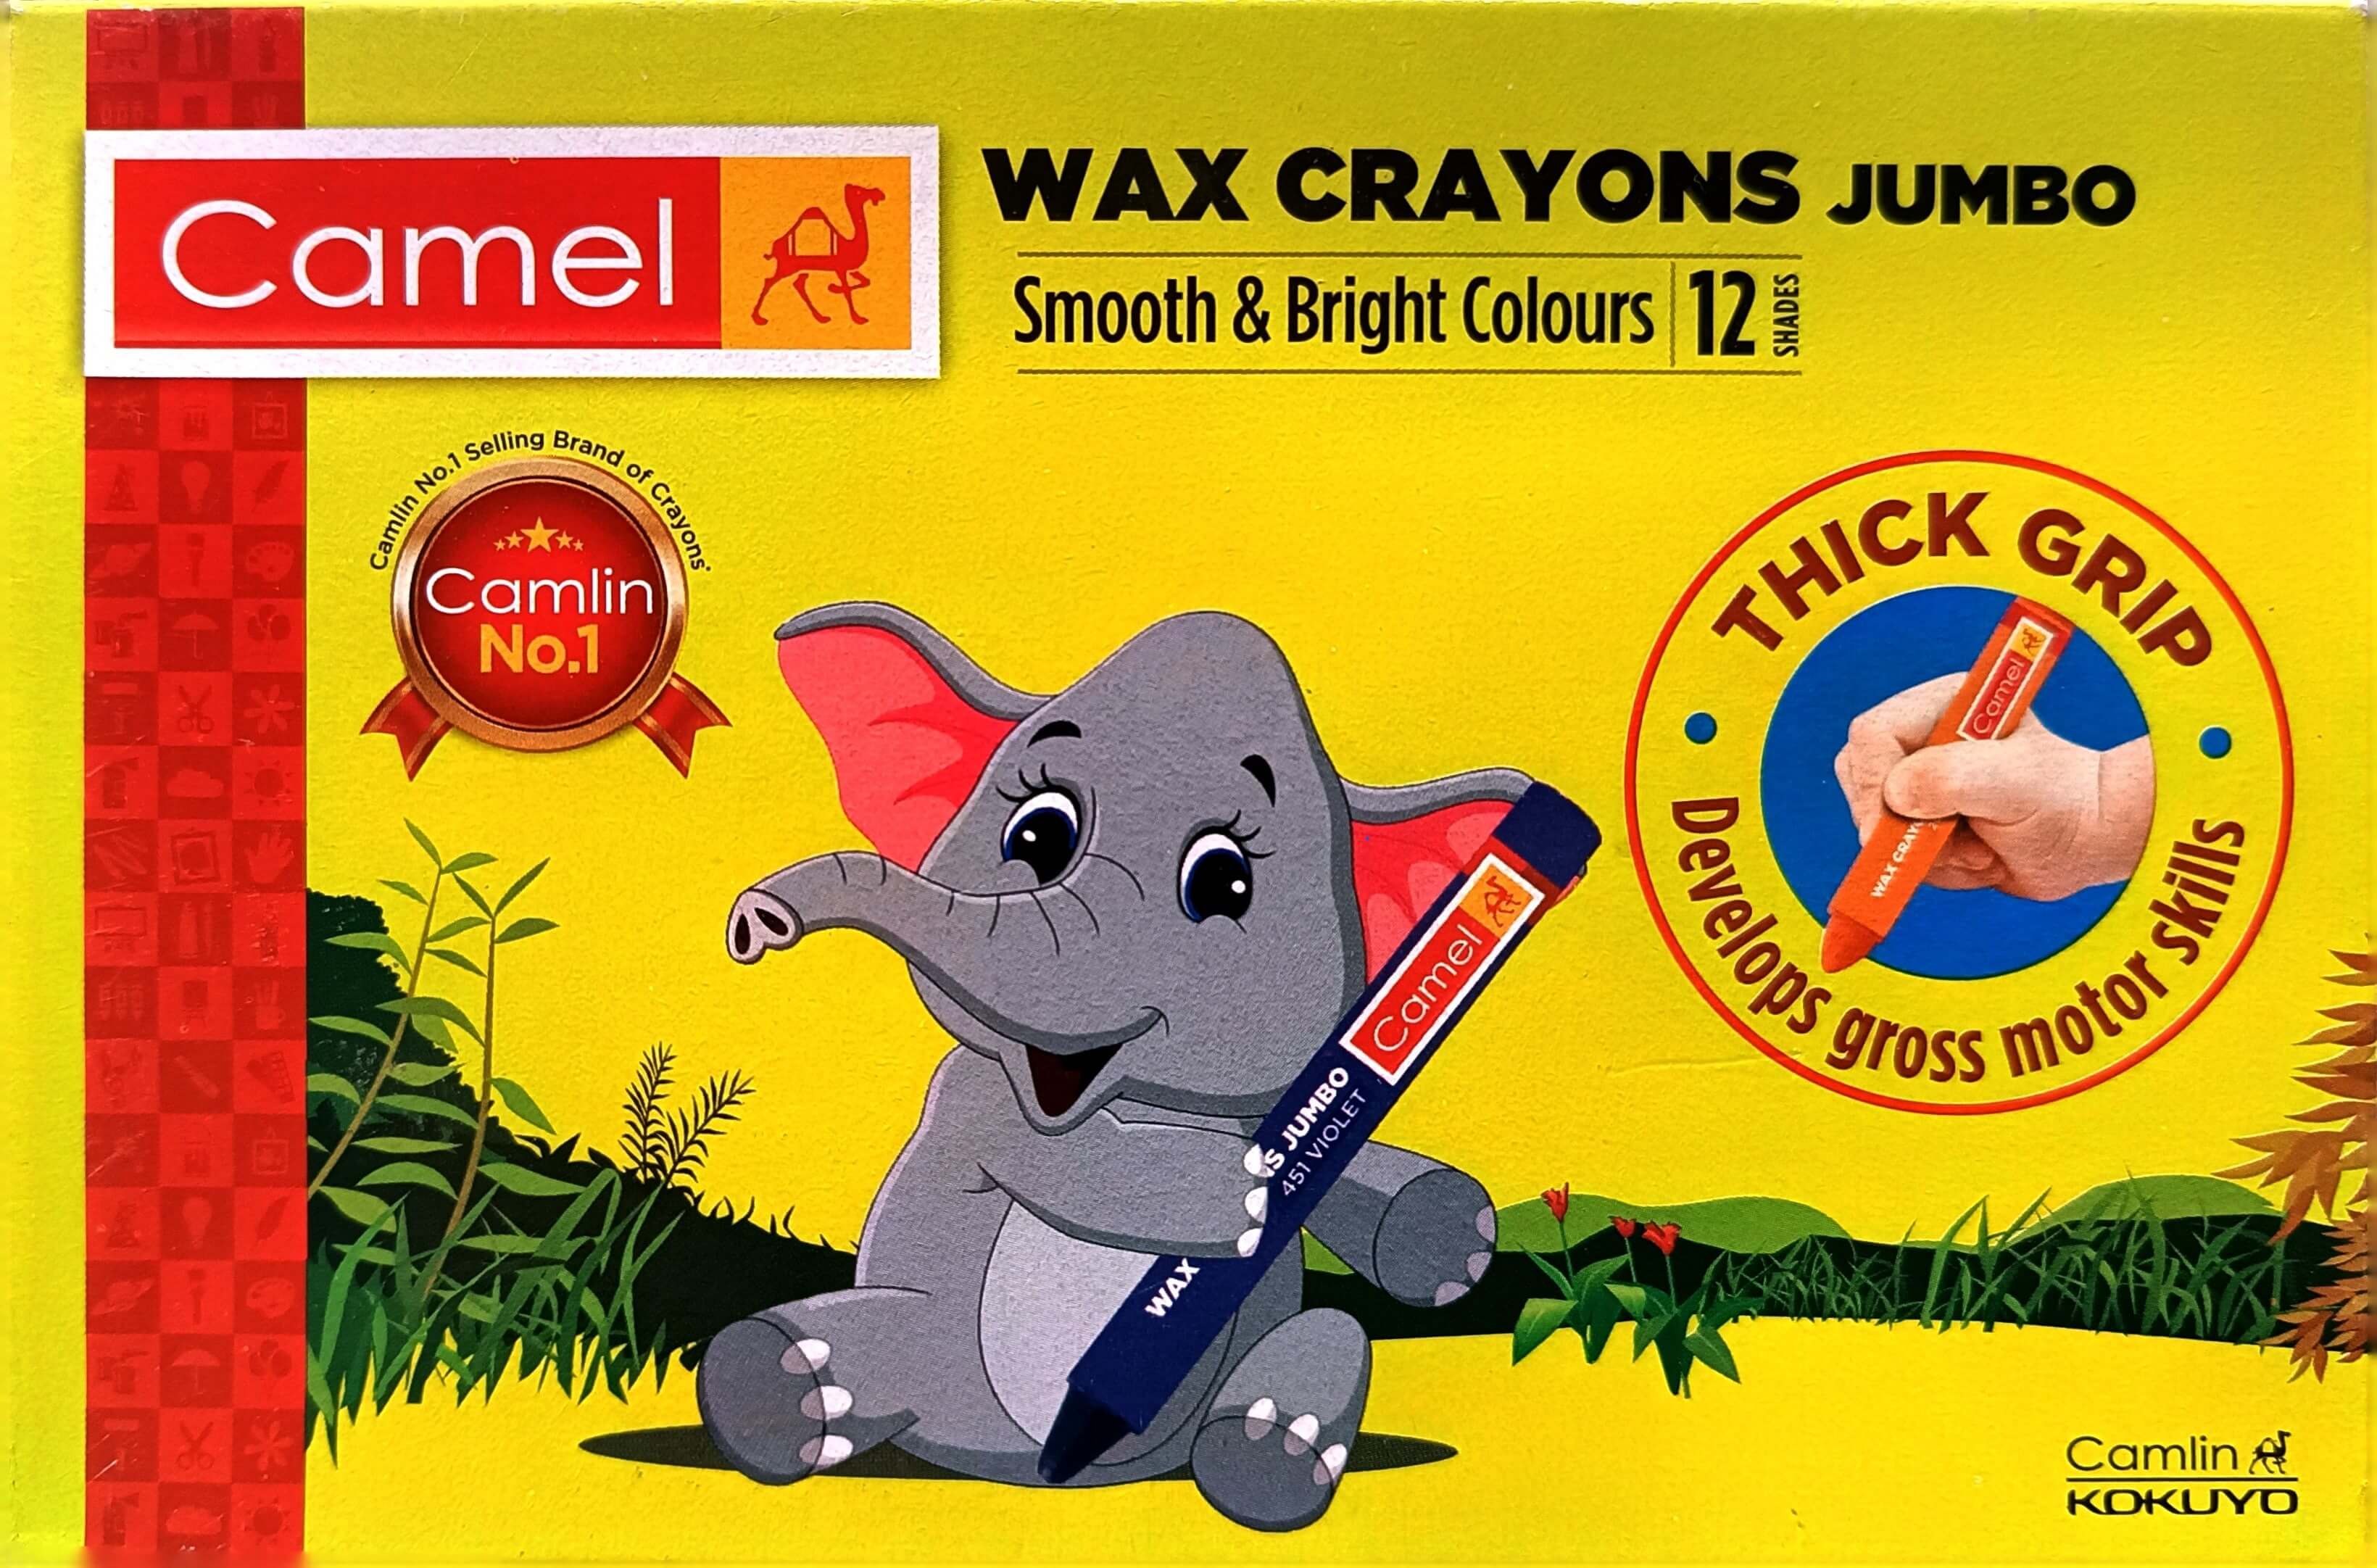 Camel
WAX CRAYONS JUMBO
Smooth & Bright Colours
12
SHADES
Camlin No.1 Selling Brand of Crayons*
Camlin
No.1
THICK GRIP
Develops gross motor skills
Camel
WAX CRAYO
Camel
WAX
S JUMBO
451 VIOLET
Camlin
KOKUYO